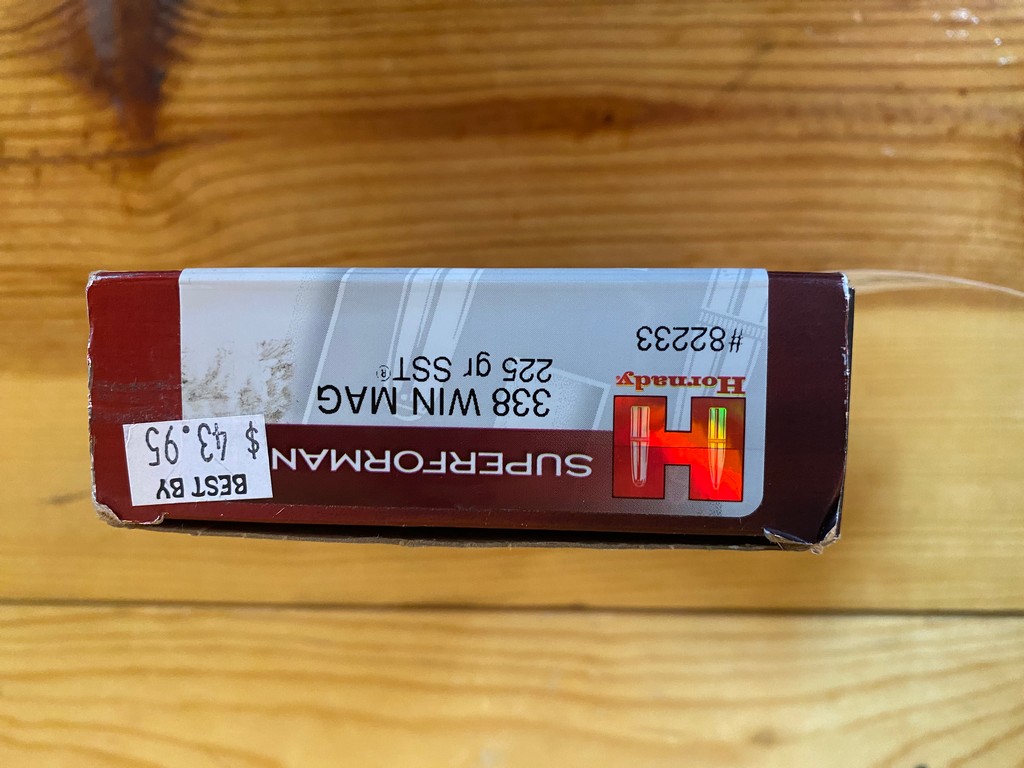 Hornady®
#82233
SUPERFORMAN
338 WIN MAG
225 gr SST®
BEST BY
$ 43.95